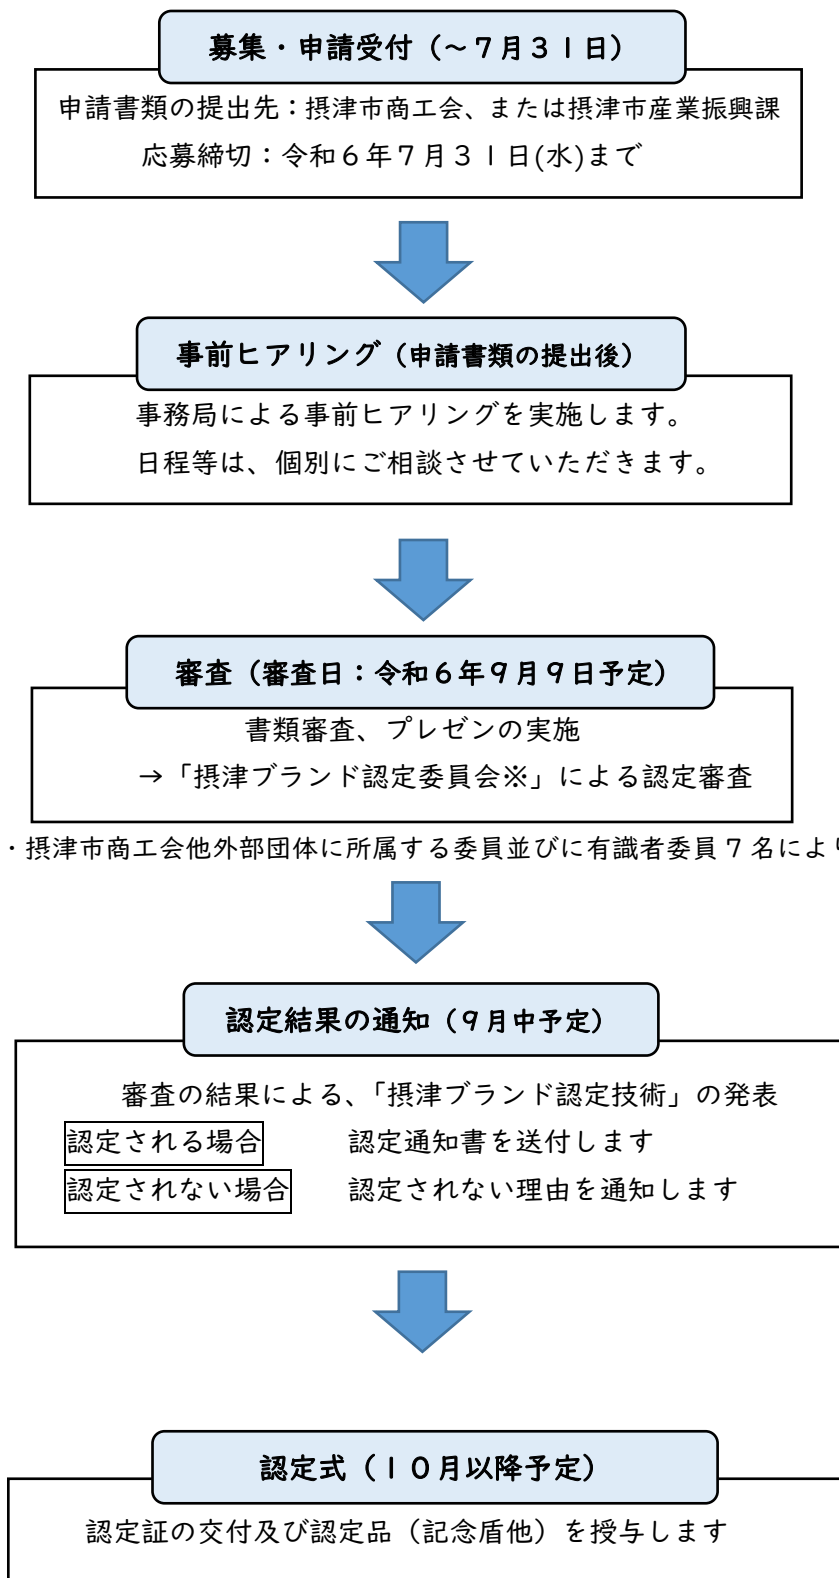 募集・申請受付（～７月３１日）
申請書類の提出先：摂津市商工会、または摂津市産業振興課
応募締切：令和６年７月３１日(水)まで
事前ヒアリング（申請書類の提出後）
事務局による事前ヒアリングを実施します。
日程等は、個別にご相談させていただきます。
審査（審査日：令和６年９月９日予定）
書類審査、プレゼンの実施
→「摂津ブランド認定委員会※」による認定審査
・摂津市商工会他外部団体に所属する委員並びに有識者委員７名により
認定結果の通知（９月中予定）
審査の結果による、「摂津ブランド認定技術」の発表
認定される場合　認定通知書を送付します
認定されない場合　認定されない理由を通知します
認定式（１０月以降予定）
認定証の交付及び認定品（記念盾他）を授与します